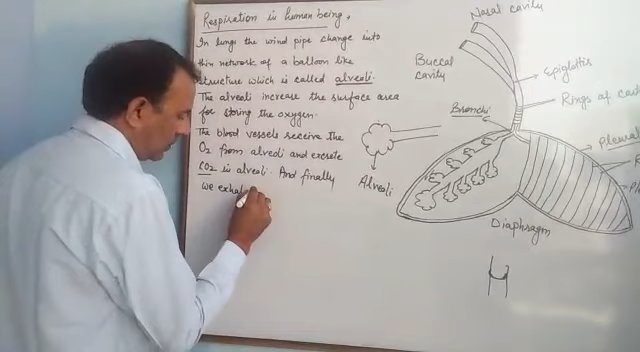 Respiration in human being,
In lungs the wind pipe change into
thin network of a balloon like
structure which is called alveoli.
The alveoli increase the surface area
for storing the oxygen.
The blood vessels receive the
O2 from alveoli and excrete
CO2 in alveoli. And finally
we exhal
Nasal cavity
Buccal
cavity
Epiglottis
Rings of
Bronchi
Alveoli
Diaphragm